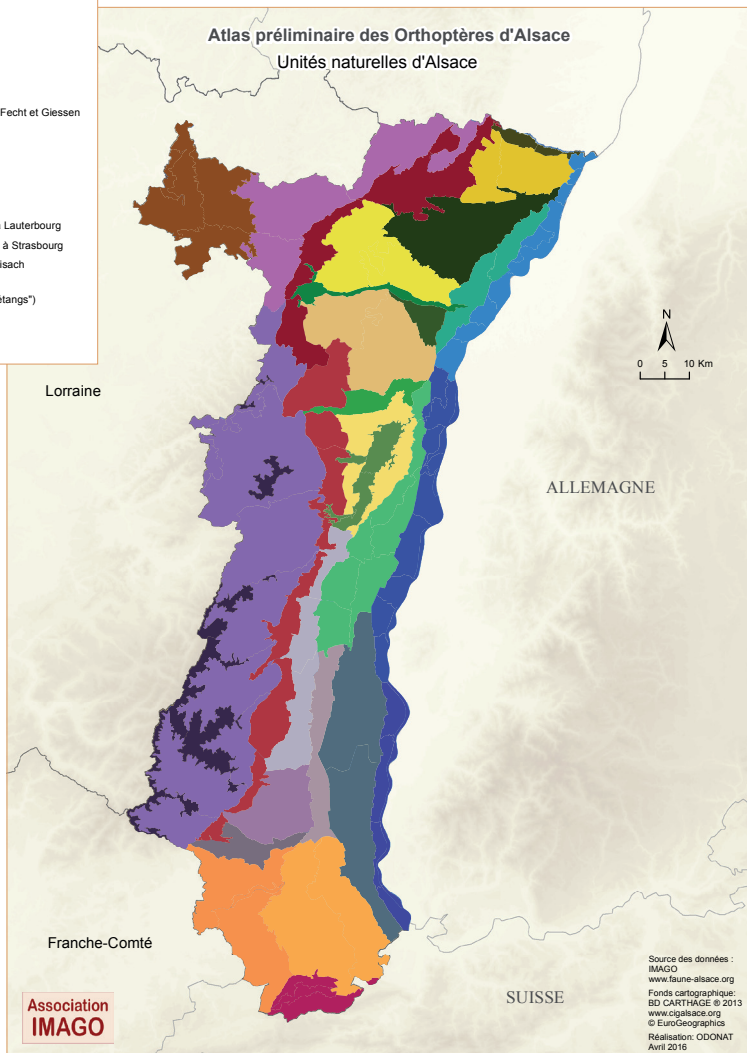 Atlas préliminaire des Orthoptères d'Alsace
Unités naturelles d'Alsace
Fecht et Giessen
Lauterbourg
à Strasbourg
isach
étangs")
N
0 5 10 Km
Lorraine
ALLEMAGNE
Franche-Comté
SUISSE
Association
IMAGO
Source des données :
IMAGO
www.faune-alsace.org
Fonds cartographique:
BD CARTHAGE ® 2013
www.cigalsace.org
© EuroGeographics
Réalisation: ODONAT
Avril 2016